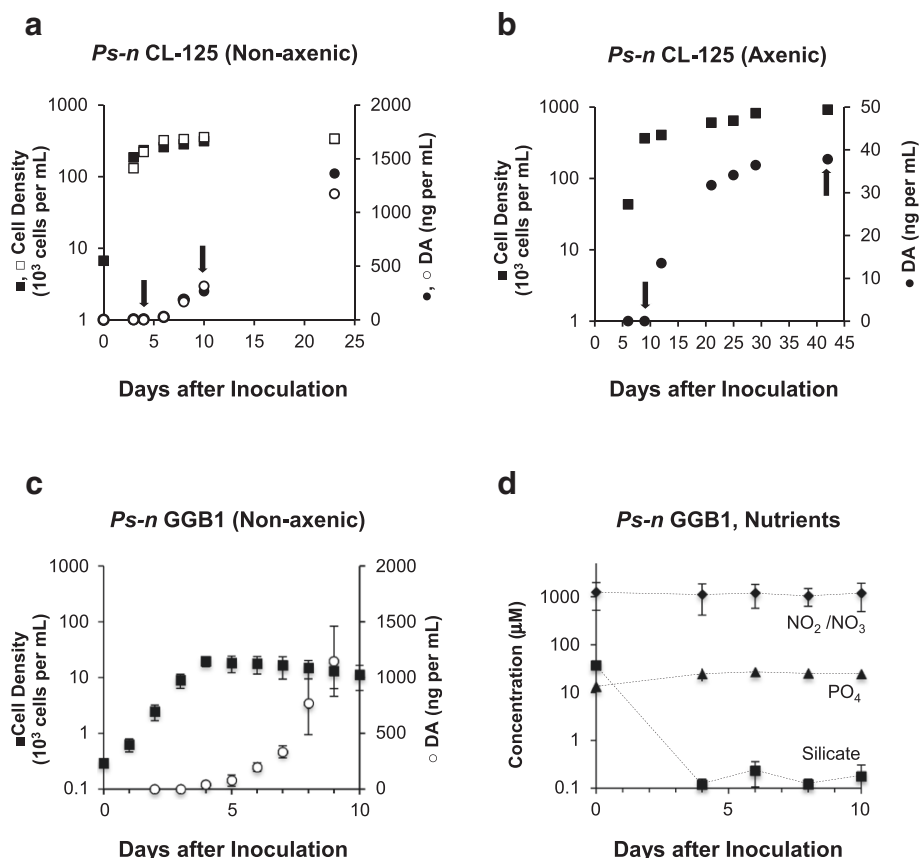 a
Ps-n CL-125 (Non-axenic)
1000
100
10
1
2000
1500
1000
500
0
0 5 10 15 20 25
■, □ Cell Density
(10³ cells per mL)
●, ○ DA (ng per mL)
Days after Inoculation
b
Ps-n CL-125 (Axenic)
1000
100
10
1
50
40
30
20
10
0
0 5 10 15 20 25 30 35 40 45
■ Cell Density
(10³ cells per mL)
● DA (ng per mL)
Days after Inoculation
c
Ps-n GGB1 (Non-axenic)
1000
100
10
1
0.1
2000
1500
1000
500
0
0 5 10
■Cell Density
(10³ cells per mL)
○ DA (ng per mL)
Days after Inoculation
d
Ps-n GGB1, Nutrients
1000
100
10
1
0.1
0 5 10
Concentration (µM)
NO₂ /NO₃
PO₄
Silicate
Days after Inoculation